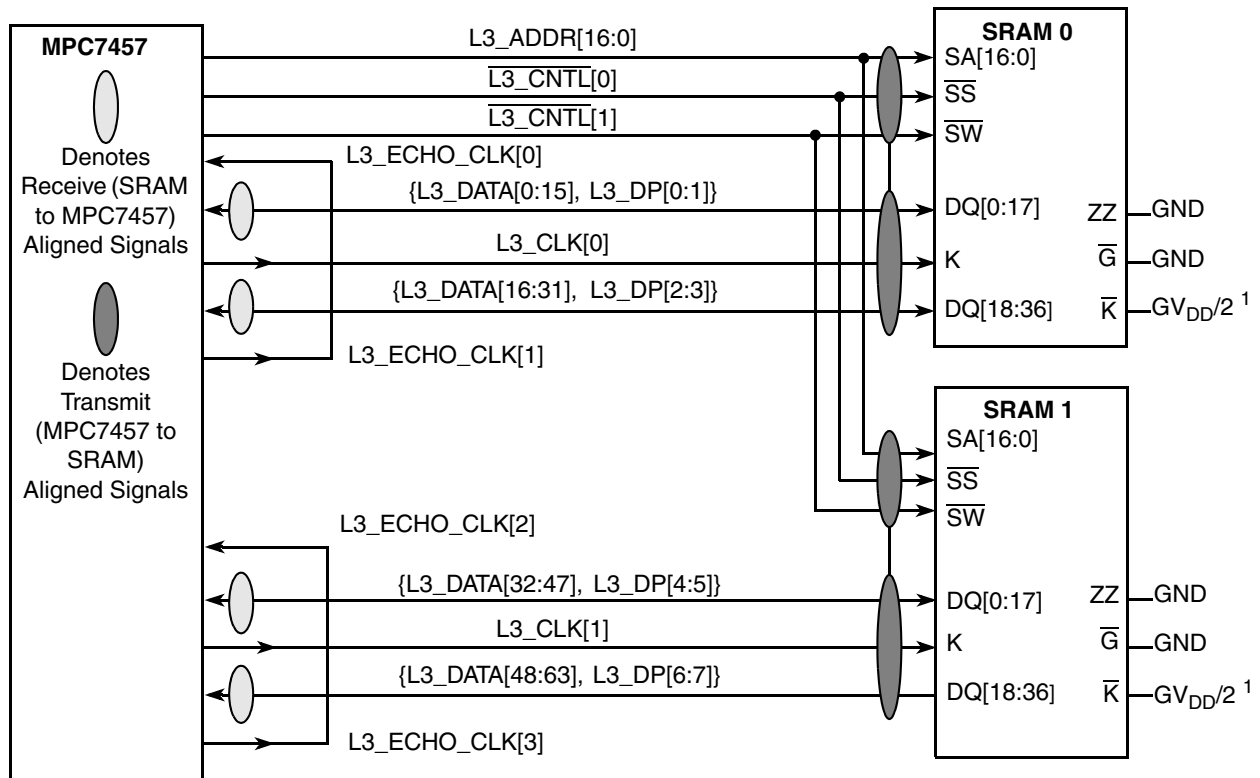 MPC7457
Denotes
Receive (SRAM
to MPC7457)
Aligned Signals
Denotes
Transmit
(MPC7457 to
SRAM)
Aligned Signals
L3_ADDR[16:0]
L3_CNTL[0]
L3_CNTL[1]
L3_ECHO_CLK[0]
{L3_DATA[0:15], L3_DP[0:1]}
L3_CLK[0]
{L3_DATA[16:31], L3_DP[2:3]}
L3_ECHO_CLK[1]
SRAM 0
SA[16:0]
SS
SW
DQ[0:17] ZZ GND
K G GND
DQ[18:36] K GVDD/2 1
L3_ECHO_CLK[2]
{L3_DATA[32:47], L3_DP[4:5]}
L3_CLK[1]
{L3_DATA[48:63], L3_DP[6:7]}
L3_ECHO_CLK[3]
SRAM 1
SA[16:0]
SS
SW
DQ[0:17] ZZ GND
K G GND
DQ[18:36] K GVDD/2 1